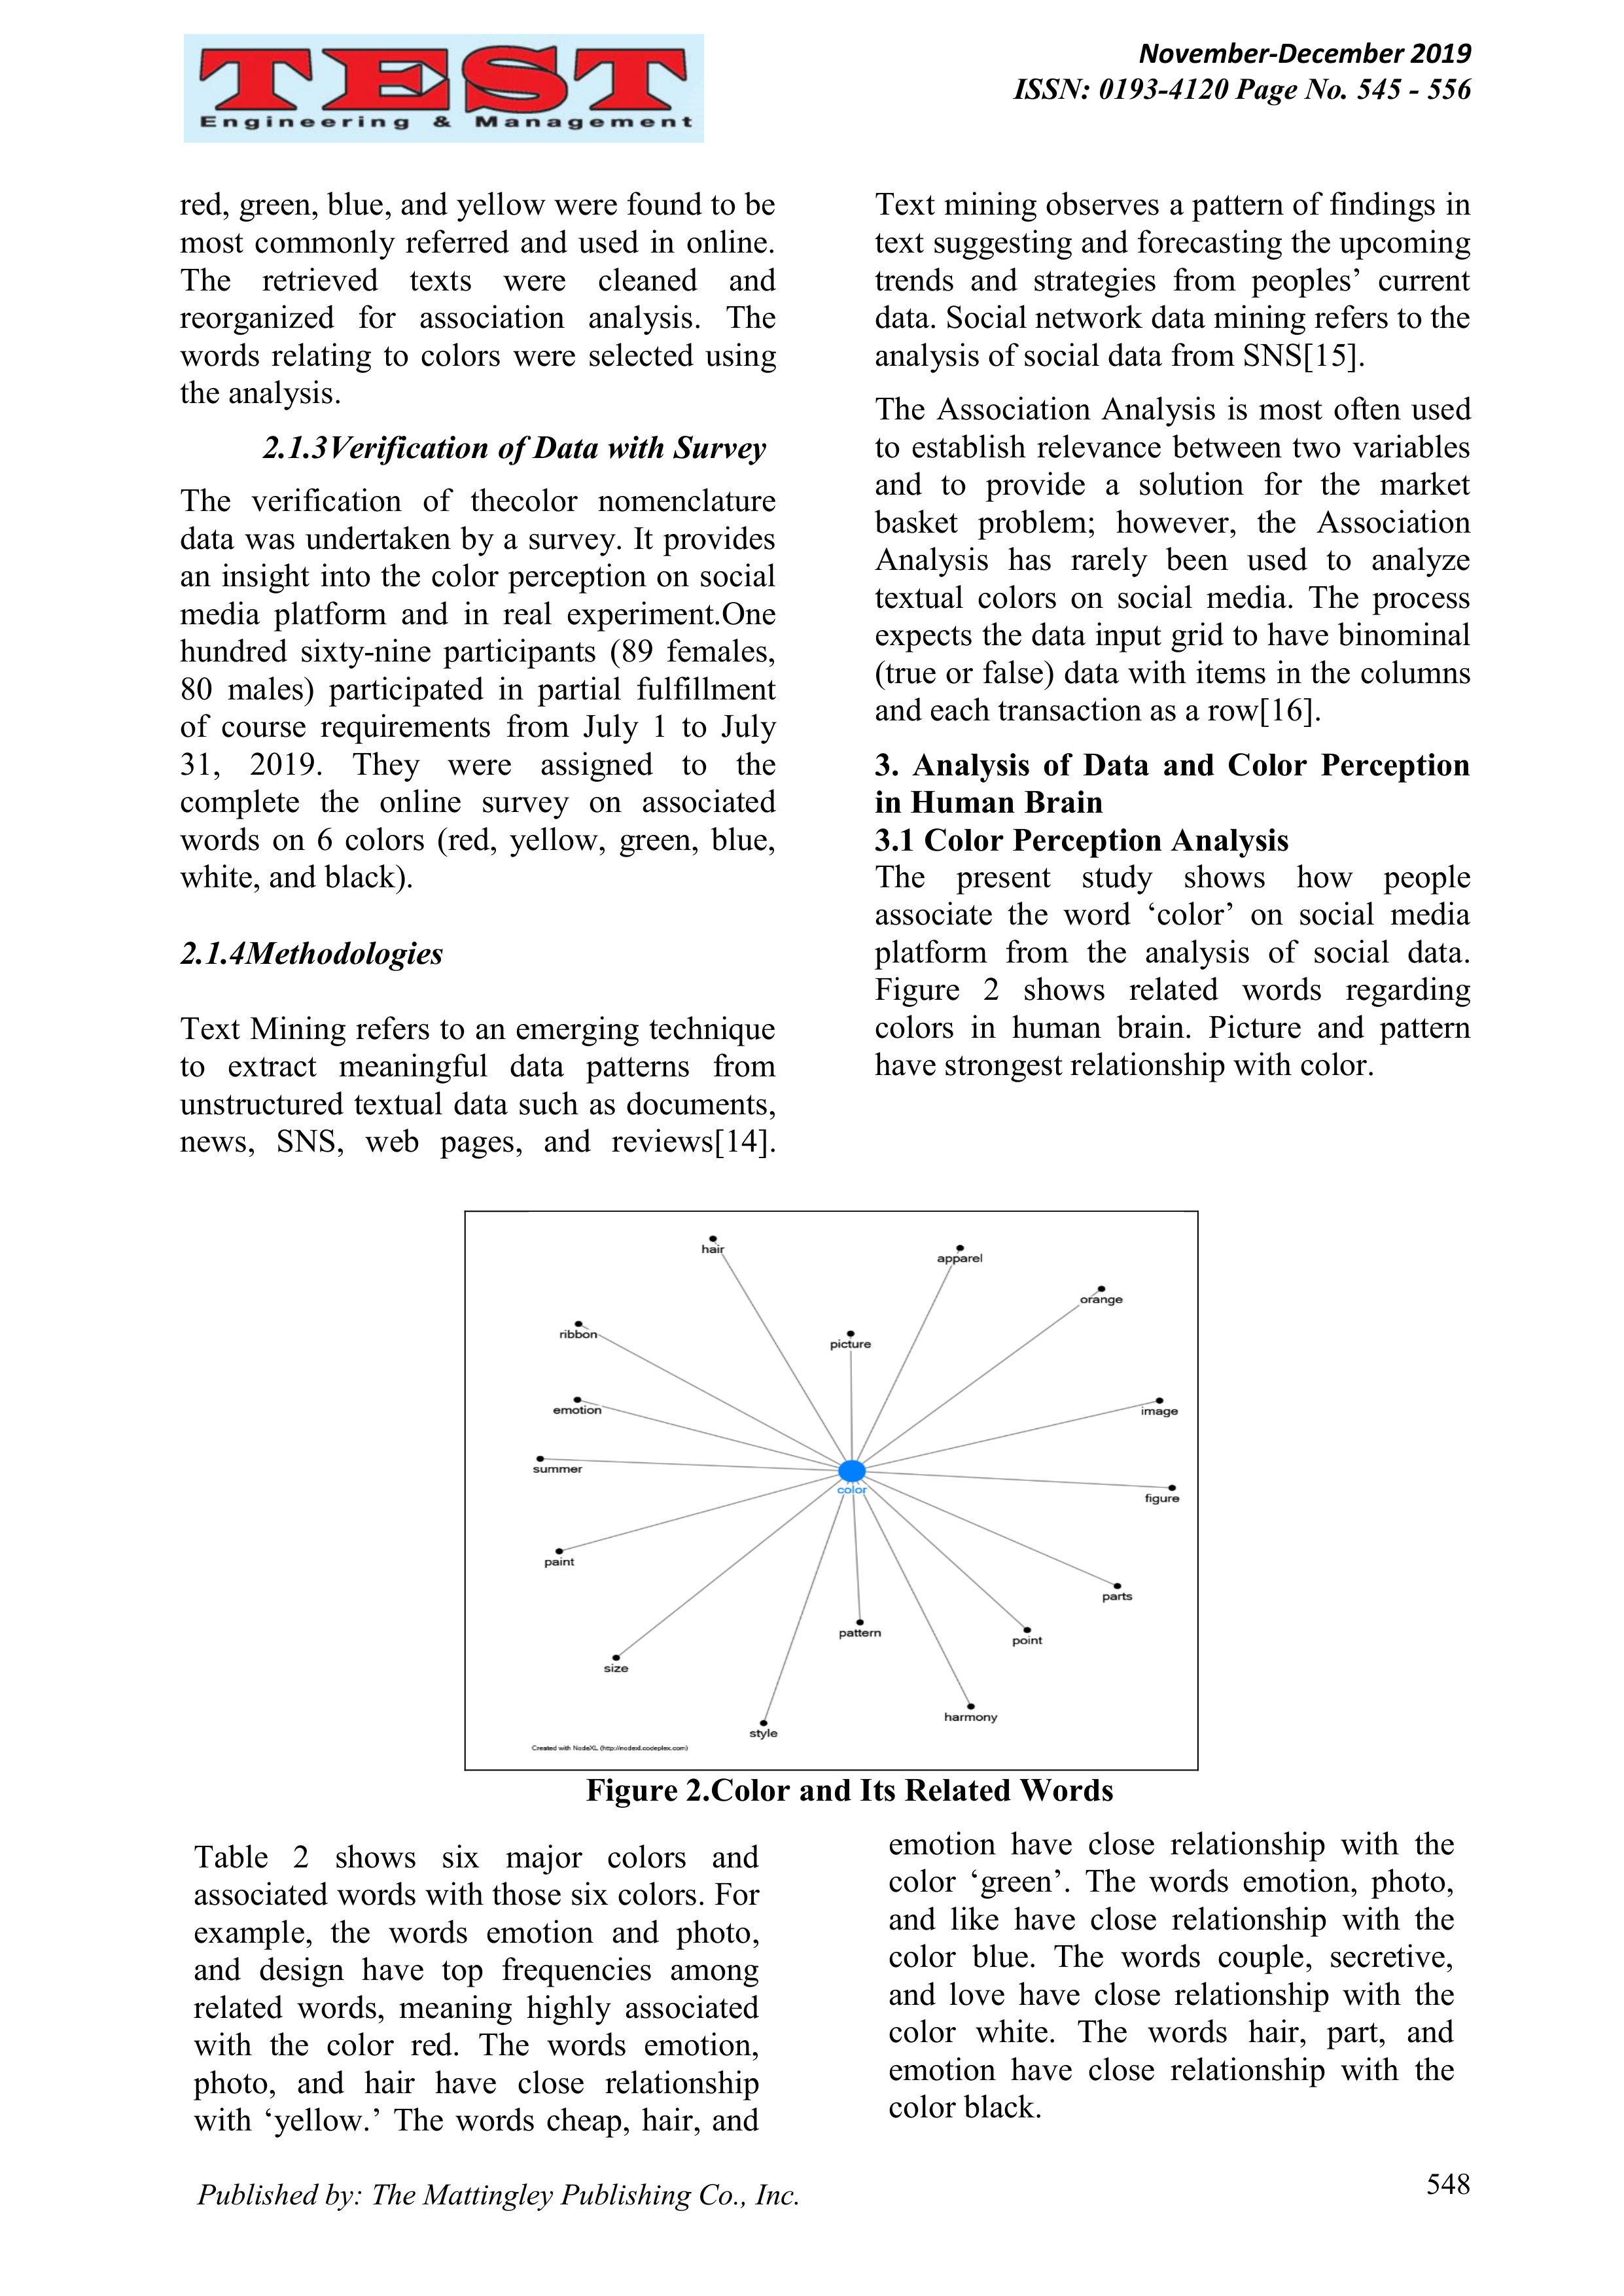 TEST
Engineering & Management
November-December 2019
ISSN: 0193-4120 Page No. 545 - 556
red, green, blue, and yellow were found to be
most commonly referred and used in online.
The retrieved texts were cleaned and
reorganized for association analysis. The
words relating to colors were selected using
the analysis.
2.1.3Verification of Data with Survey
The verification of thecolor nomenclature
data was undertaken by a survey. It provides
an insight into the color perception on social
media platform and in real experiment.One
hundred sixty-nine participants (89 females,
80 males) participated in partial fulfillment
of course requirements from July 1 to July
31, 2019. They were assigned to the
complete the online survey on associated
words on 6 colors (red, yellow, green, blue,
white, and black).
2.1.4Methodologies
Text Mining refers to an emerging technique
to extract meaningful data patterns from
unstructured textual data such as documents,
news, SNS, web pages, and reviews[14].
Text mining observes a pattern of findings in
text suggesting and forecasting the upcoming
trends and strategies from peoples’ current
data. Social network data mining refers to the
analysis of social data from SNS[15].
The Association Analysis is most often used
to establish relevance between two variables
and to provide a solution for the market
basket problem; however, the Association
Analysis has rarely been used to analyze
textual colors on social media. The process
expects the data input grid to have binominal
(true or false) data with items in the columns
and each transaction as a row[16].
3. Analysis of Data and Color Perception
in Human Brain
3.1 Color Perception Analysis
The present study shows how people
associate the word ‘color’ on social media
platform from the analysis of social data.
Figure 2 shows related words regarding
colors in human brain. Picture and pattern
have strongest relationship with color.
hair
apparel
orange
ribbon
picture
emotion
image
summer
color
figure
paint
parts
pattern
point
size
harmony
style
Created with NodeXL (http://nodexl.codeplex.com)
Figure 2.Color and Its Related Words
Table 2 shows six major colors and
associated words with those six colors. For
example, the words emotion and photo,
and design have top frequencies among
related words, meaning highly associated
with the color red. The words emotion,
photo, and hair have close relationship
with ‘yellow.’ The words cheap, hair, and
emotion have close relationship with the
color ‘green’. The words emotion, photo,
and like have close relationship with the
color blue. The words couple, secretive,
and love have close relationship with the
color white. The words hair, part, and
emotion have close relationship with the
color black.
Published by: The Mattingley Publishing Co., Inc.
548